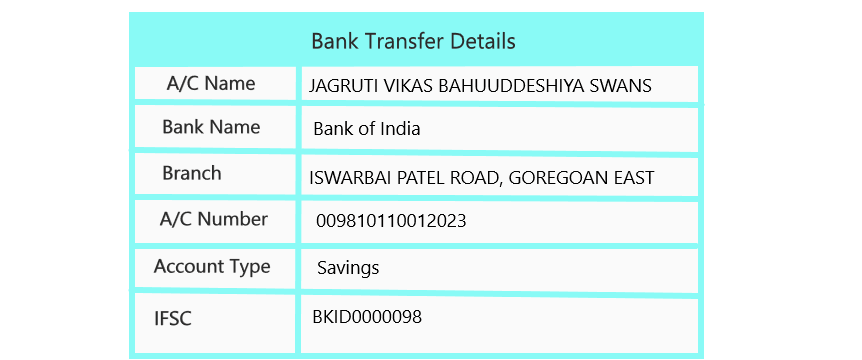 Bank Transfer Details
A/C Name JAGRUTI VIKAS BAHUUDDESHIYA SWANS
Bank Name Bank of India
Branch ISWARBAI PATEL ROAD, GOREGOAN EAST
A/C Number 009810110012023
Account Type Savings
IFSC BKID0000098